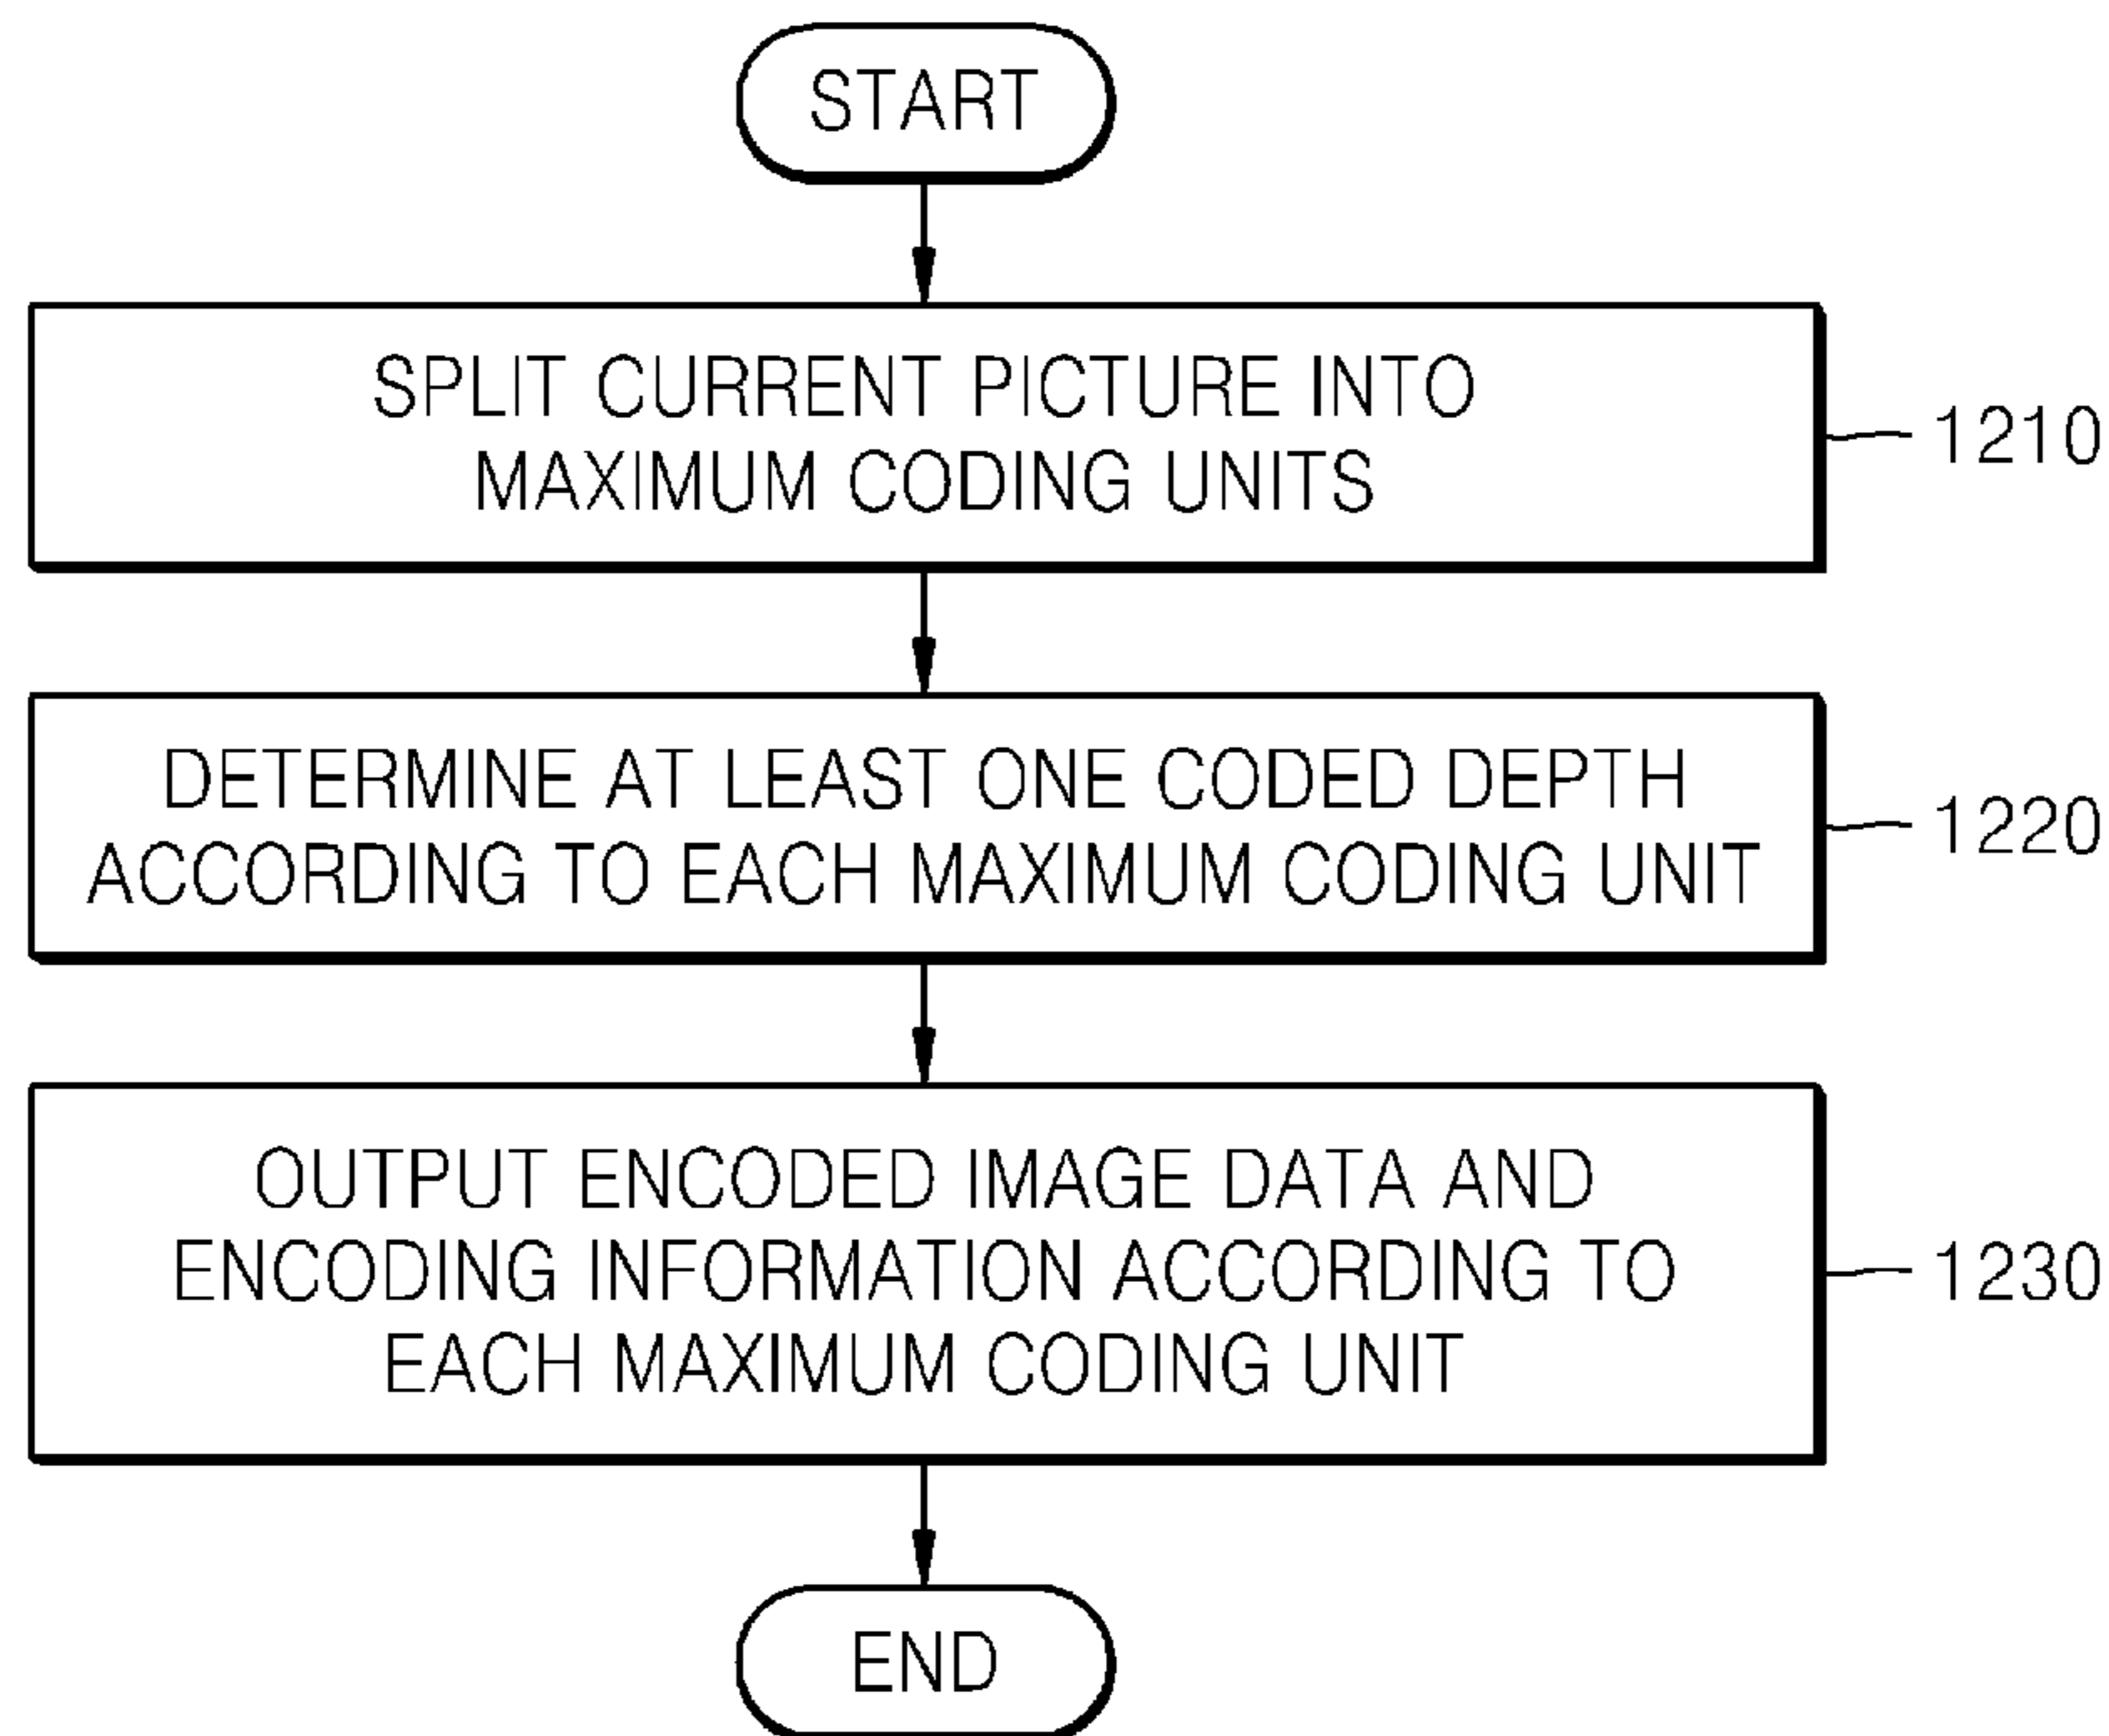 START
SPLIT CURRENT PICTURE INTO
MAXIMUM CODING UNITS
1210
DETERMINE AT LEAST ONE CODED DEPTH
ACCORDING TO EACH MAXIMUM CODING UNIT
1220
OUTPUT ENCODED IMAGE DATA AND
ENCODING INFORMATION ACCORDING TO
EACH MAXIMUM CODING UNIT
1230
END